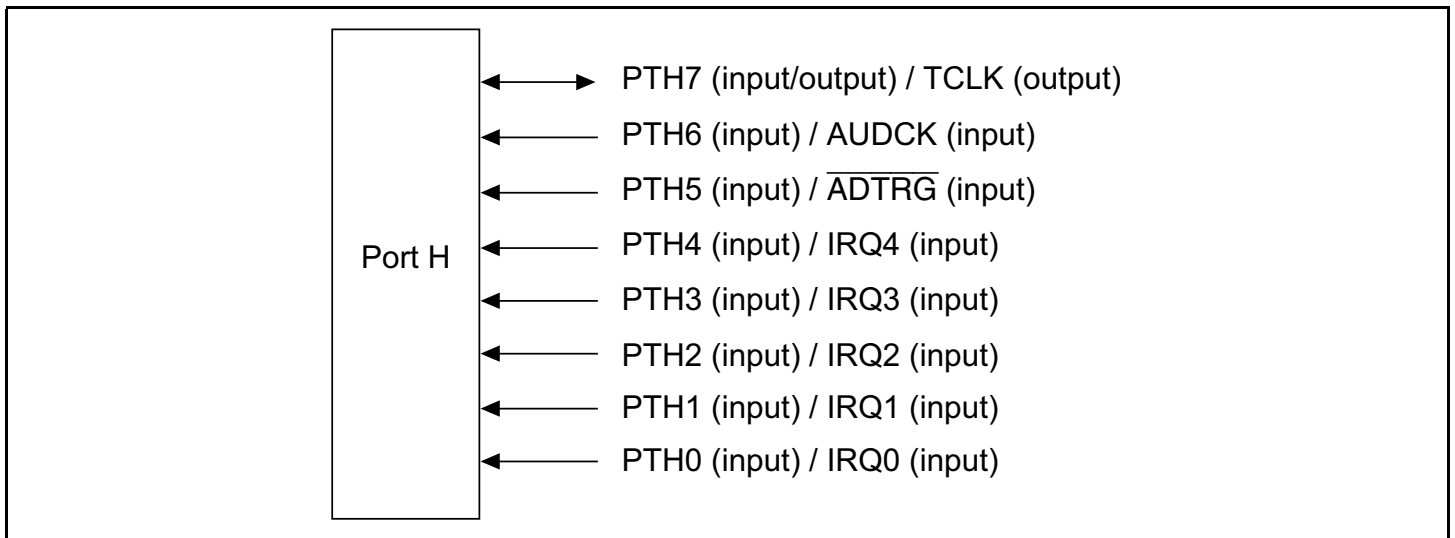 Port H
PTH7 (input/output) / TCLK (output)
PTH6 (input) / AUDCK (input)
PTH5 (input) / A̅D̅T̅R̅G̅ (input)
PTH4 (input) / IRQ4 (input)
PTH3 (input) / IRQ3 (input)
PTH2 (input) / IRQ2 (input)
PTH1 (input) / IRQ1 (input)
PTH0 (input) / IRQ0 (input)